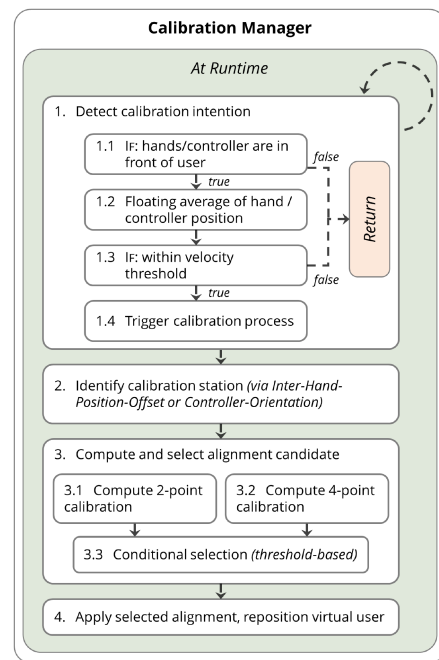 Calibration Manager
At Runtime
1. Detect calibration intention
1.1 IF: hands/controller are in
front of user
false
true
1.2 Floating average of hand /
controller position
Return
1.3 IF: within velocity
threshold
false
true
1.4 Trigger calibration process
2. Identify calibration station (via Inter-Hand-
Position-Offset or Controller-Orientation)
3. Compute and select alignment candidate
3.1 Compute 2-point
calibration
3.2 Compute 4-point
calibration
3.3 Conditional selection (threshold-based)
4. Apply selected alignment, reposition virtual user